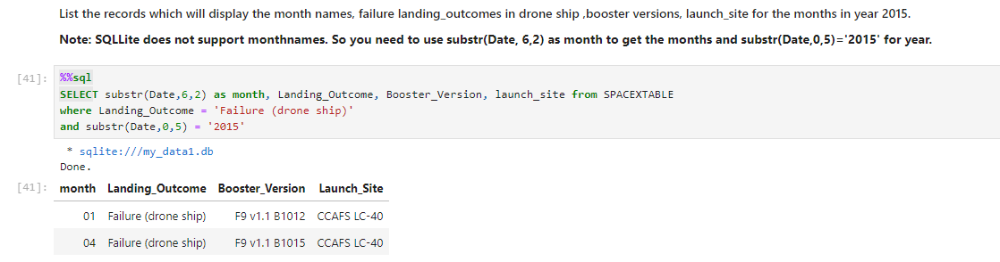 List the records which will display the month names, failure landing_outcomes in drone ship ,booster versions, launch_site for the months in year 2015.
Note: SQLLite does not support monthnames. So you need to use substr(Date, 6,2) as month to get the months and substr(Date,0,5)='2015' for year.
[41]: %%sql
SELECT substr(Date,6,2) as month, Landing_Outcome, Booster_Version, launch_site from SPACEXTABLE
where Landing_Outcome = 'Failure (drone ship)'
and substr(Date,0,5) = '2015'
* sqlite:///my_data1.db
Done.
[41]: month Landing_Outcome Booster_Version Launch_Site
01 Failure (drone ship) F9 v1.1 B1012 CCAFS LC-40
04 Failure (drone ship) F9 v1.1 B1015 CCAFS LC-40